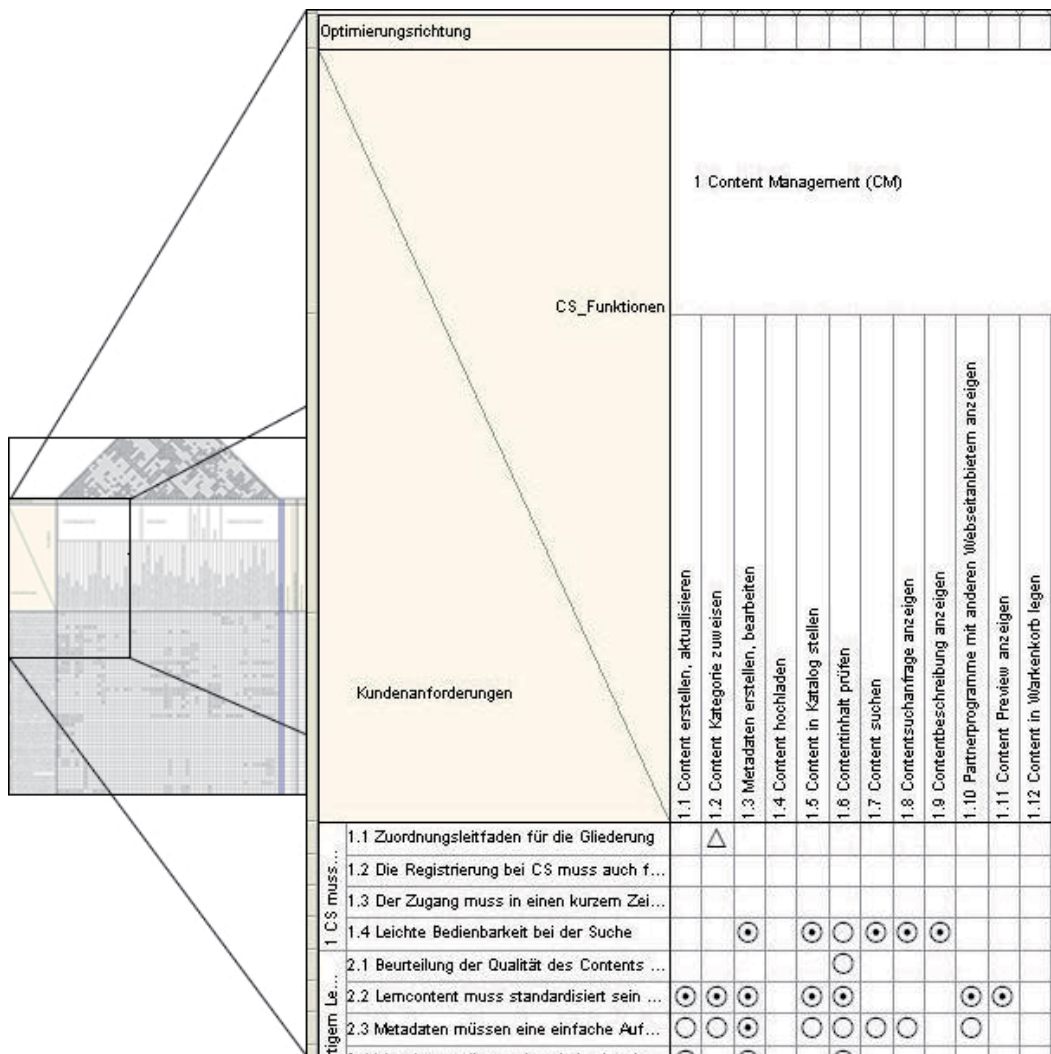 Optimierungsrichtung
1 Content Management (CM)
CS_Funktionen
Kundenanforderungen
1.1 Content erstellen, aktualisieren
1.2 Content Kategorie zuweisen
1.3 Metadaten erstellen, bearbeiten
1.4 Content hochladen
1.5 Content in Katalog stellen
1.6 Contentinhalt prüfen
1.7 Content suchen
1.8 Contentsuchanfrage anzeigen
1.9 Contentbeschreibung anzeigen
1.10 Partnerprogramme mit anderen Webseitanbietern anzeigen
1.11 Content Preview anzeigen
1.12 Content in Warkenkorb legen
1 CS muss...
1.1 Zuordnungsleitfaden für die Gliederung
1.2 Die Registrierung bei CS muss auch f...
1.3 Der Zugang muss in einen kurzem Zei...
1.4 Leichte Bedienbarkeit bei der Suche
tigem Le...
2.1 Beurteilung der Qualität des Contents ...
2.2 Lerncontent muss standardisiert sein ...
2.3 Metadaten müssen eine einfache Auf...